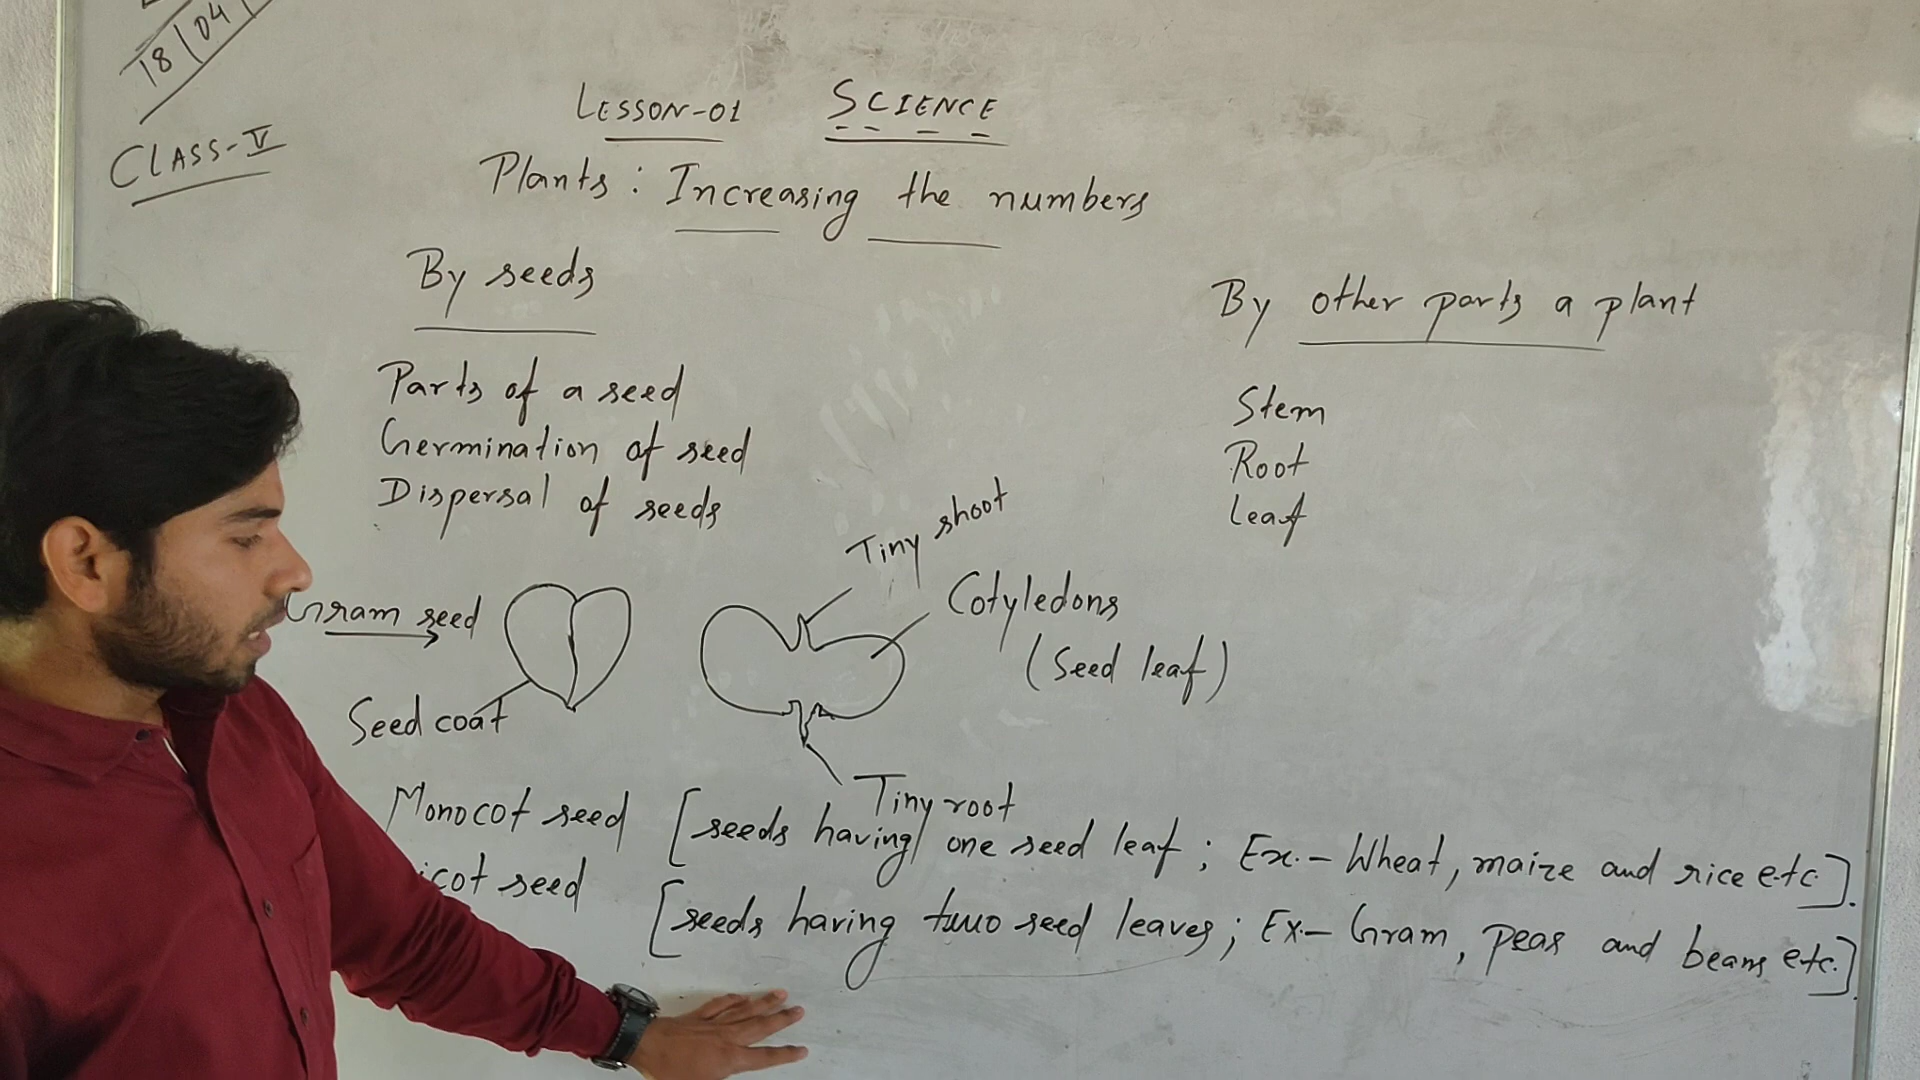 18/04/
CLASS-V
LESSON-01 SCIENCE
Plants: Increasing the numbers
By seeds
Parts of a seed
Germination of seed
Dispersal of seeds
By other parts a plant
Stem
Root
Leaf
Gram seed
Seed coat
Tiny shoot
Cotyledons
(Seed leaf)
Tiny root
Monocot seed [seeds having one seed leaf; Ex.- Wheat, maize and rice etc].
icot seed [seeds having two seed leaves; Ex- Gram, peas and beans etc.].